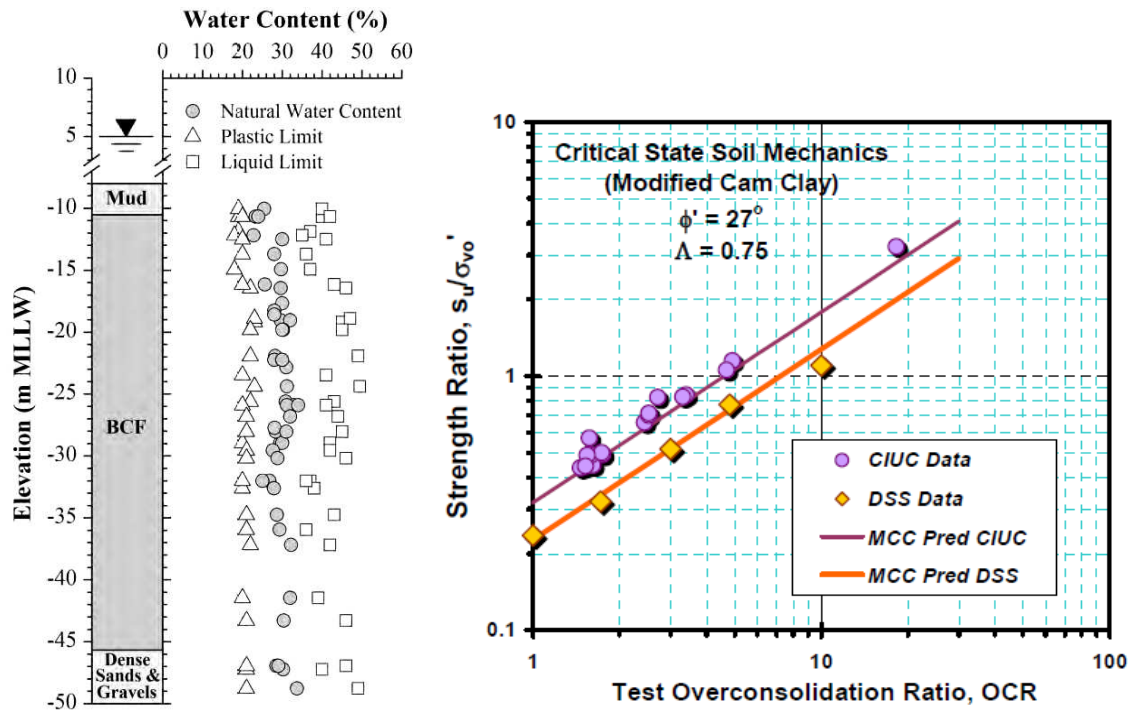 Water Content (%)
0 10 20 30 40 50 60
Elevation (m MLLW)
10
5
-10
-15
-20
-25
-30
-35
-40
-45
-50
Natural Water Content
Plastic Limit
Liquid Limit
Mud
BCF
Dense
Sands &
Gravels
Strength Ratio, su/σvo'
10
1
0.1
Critical State Soil Mechanics
(Modified Cam Clay)
ϕ' = 27°
Λ = 0.75
CIUC Data
DSS Data
MCC Pred CIUC
MCC Pred DSS
1 10 100
Test Overconsolidation Ratio, OCR